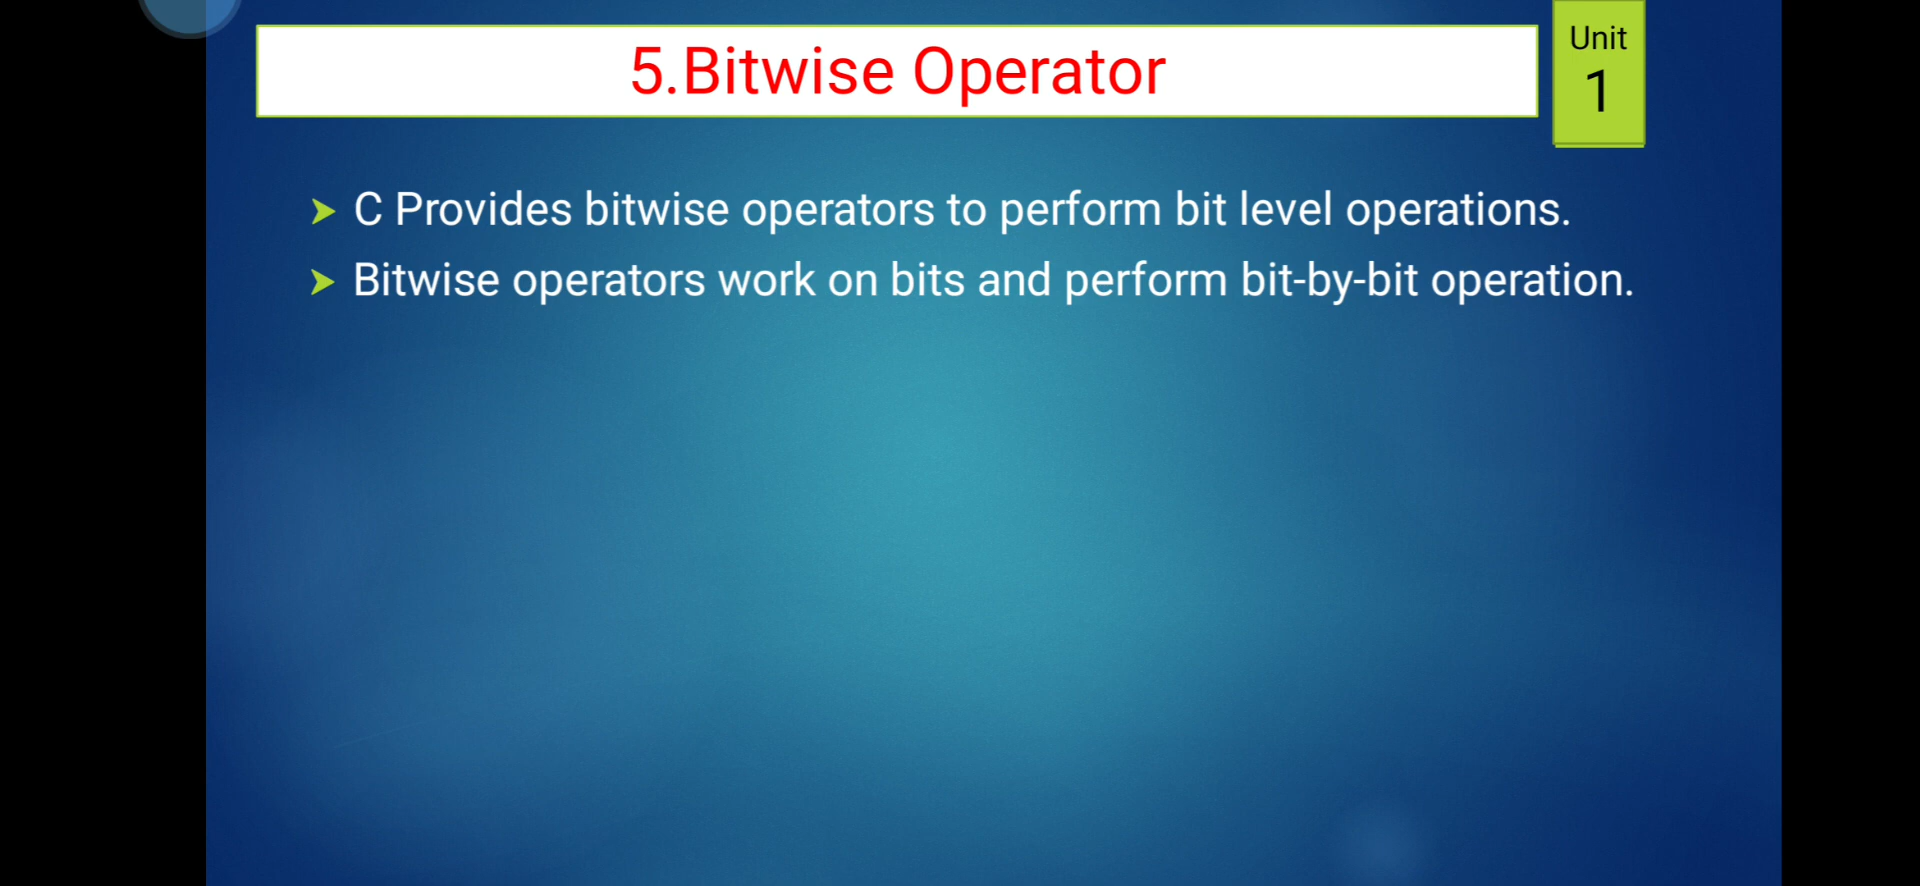 5.Bitwise Operator
Unit
1
C Provides bitwise operators to perform bit level operations.
Bitwise operators work on bits and perform bit-by-bit operation.